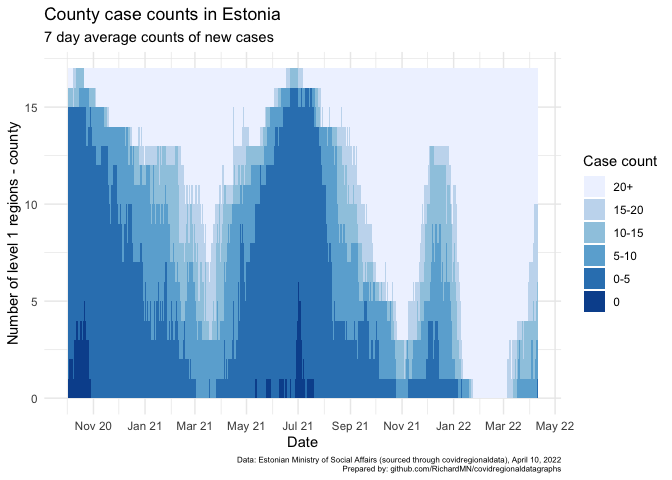 County case counts in Estonia
7 day average counts of new cases
Number of level 1 regions - county
15
10
5
0
Nov 20 Jan 21 Mar 21 May 21 Jul 21 Sep 21 Nov 21 Jan 22 Mar 22 May 22
Date
Case count
20+
15-20
10-15
5-10
0-5
0
Data: Estonian Ministry of Social Affairs (sourced through covidregionaldata), April 10, 2022
Prepared by: github.com/RichardMN/covidregionaldatagraphs